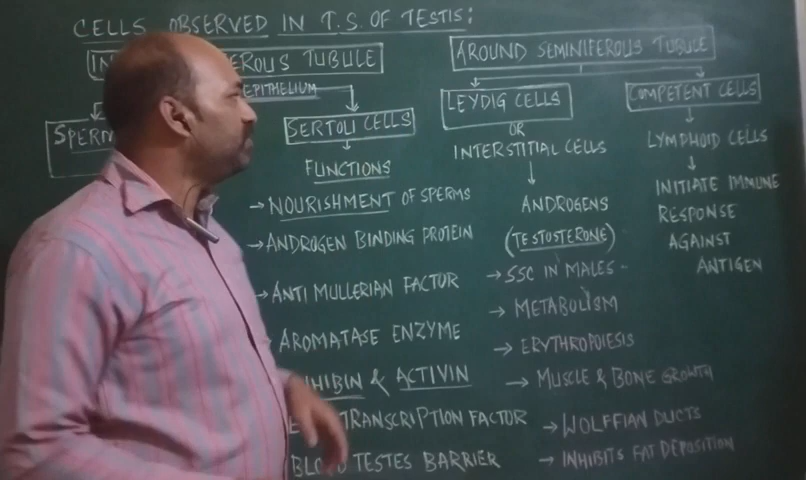 CELLS OBSERVED IN T.S. OF TESTIS:
IN EROUS TUBULE
EPITHELIUM
SPERM
SERTOLI CELLS
FUNCTIONS
→ NOURISHMENT OF SPERMS
→ ANDROGEN BINDING PROTEIN
→ ANTI MULLERIAN FACTOR
AROMATASE ENZYME
HIBIN & ACTIVIN
TRANSCRIPTION FACTOR
BLOOD TESTES BARRIER
AROUND SEMINIFEROUS TUBULE
LEYDIG CELLS
OR
INTERSTITIAL CELLS
ANDROGENS
(TESTOSTERONE)
→ SSC IN MALES -
→ METABOLISM
→ ERYTHROPOIESIS
→ MUSCLE & BONE GROWTH
→ WOLFFIAN DUCTS
→ INHIBITS FAT DEPOSITION
COMPETENT CELLS
LYMPHOID CELLS
INITIATE IMMUNE
RESPONSE
AGAINST
ANTIGEN